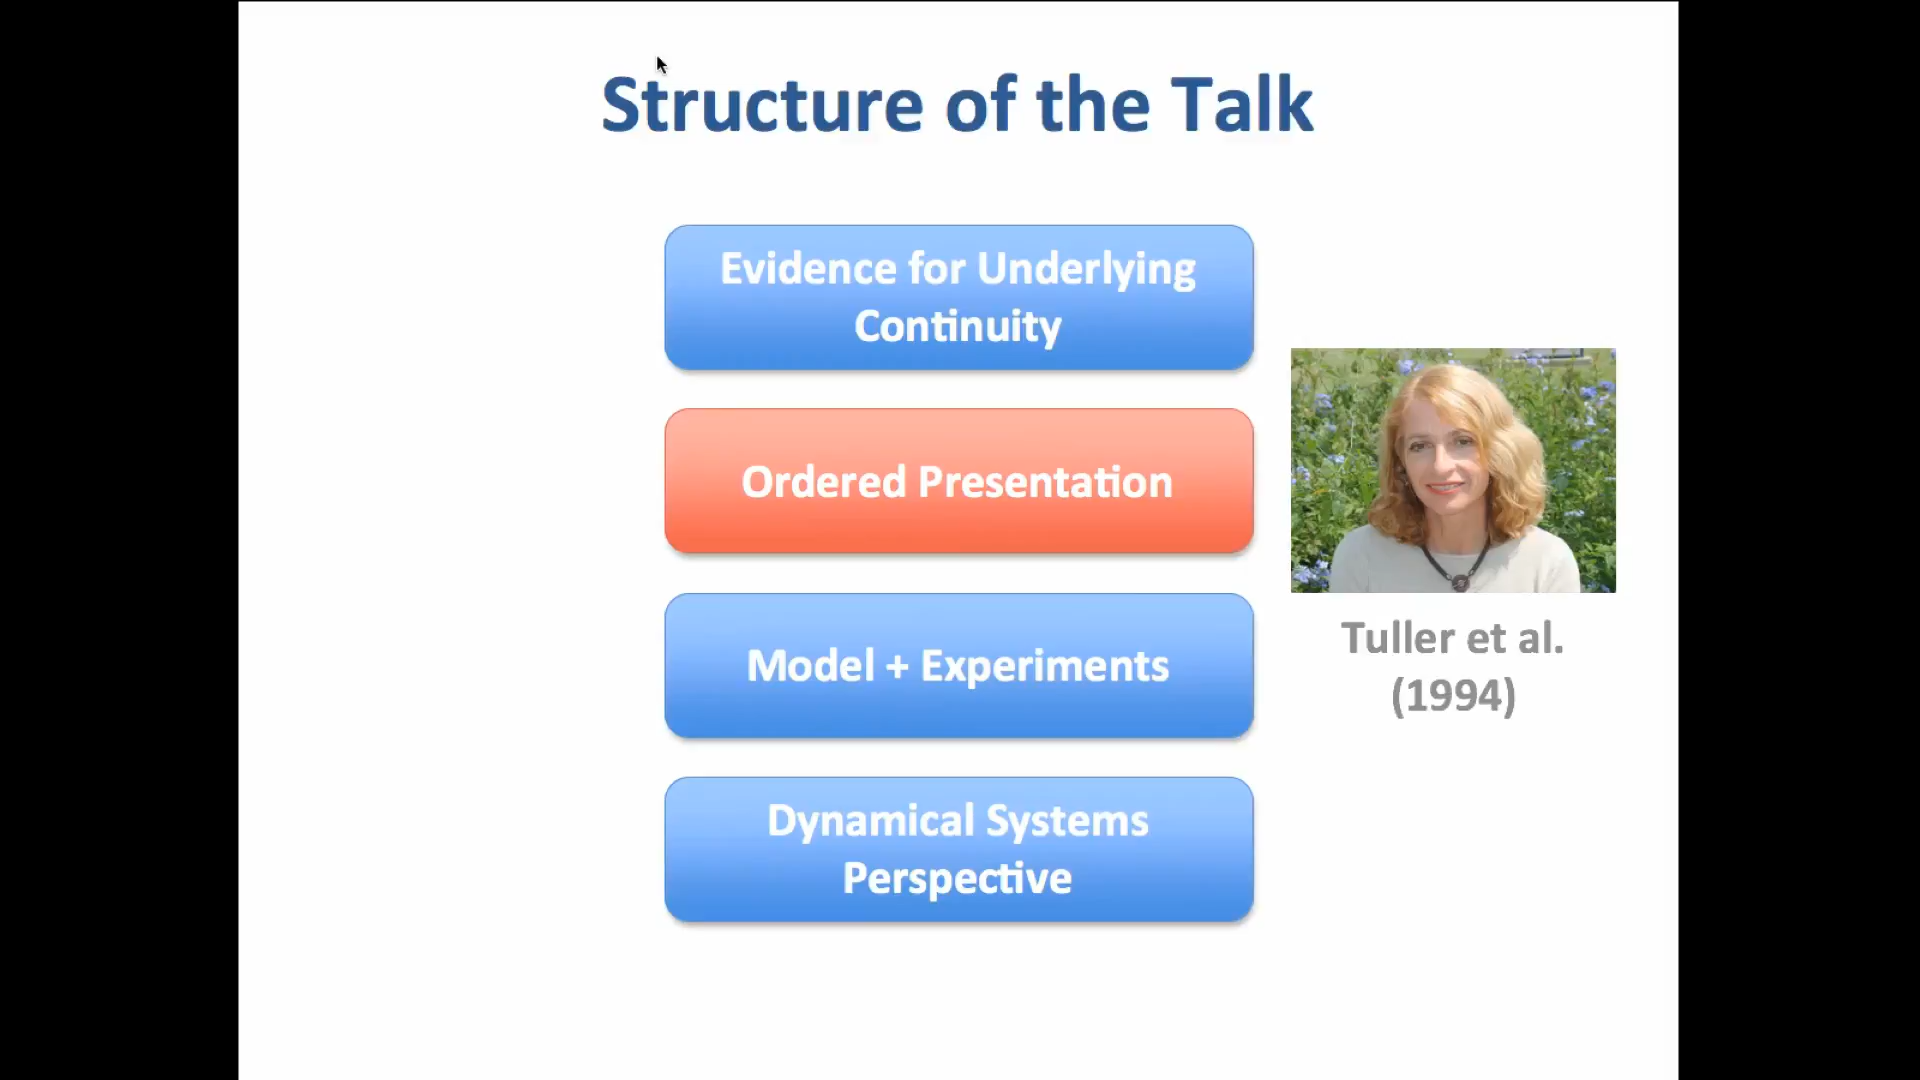 Structure of the Talk
Evidence for Underlying
Continuity
Ordered Presentation
Model + Experiments
Dynamical Systems
Perspective
Tuller et al.
(1994)